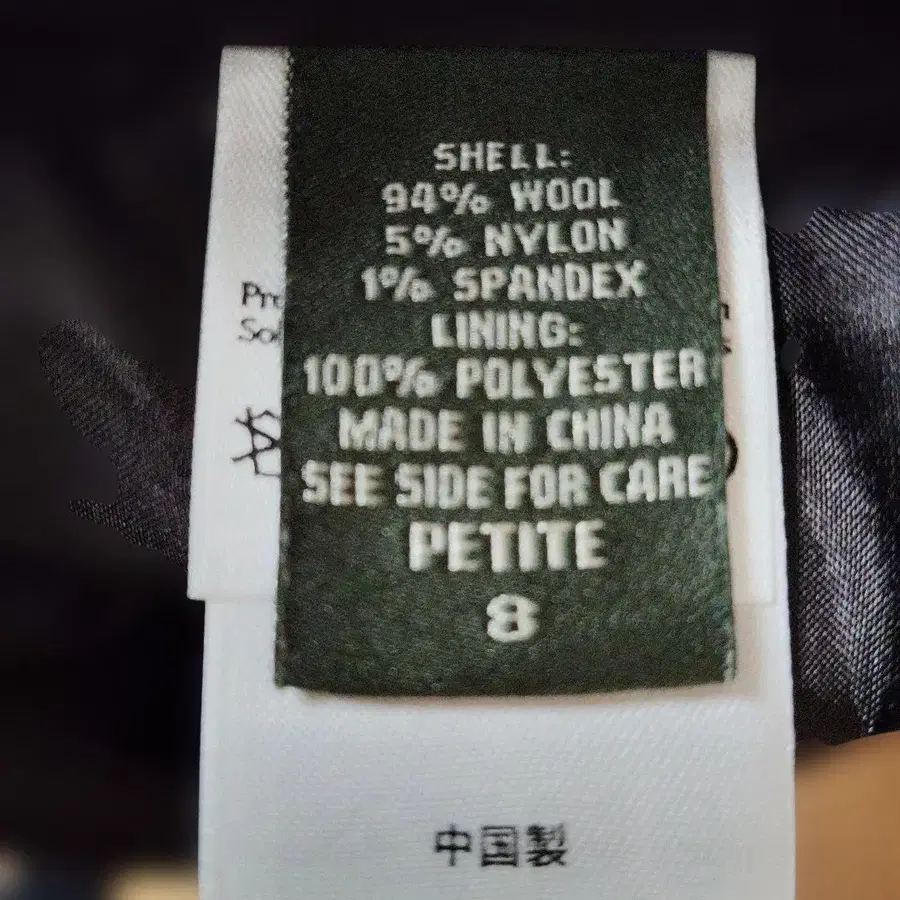 SHELL:
94% WOOL
5% NYLON
1% SPANDEX
LINING:
100% POLYESTER
MADE IN CHINA
SEE SIDE FOR CARE
PETITE
8
中国製